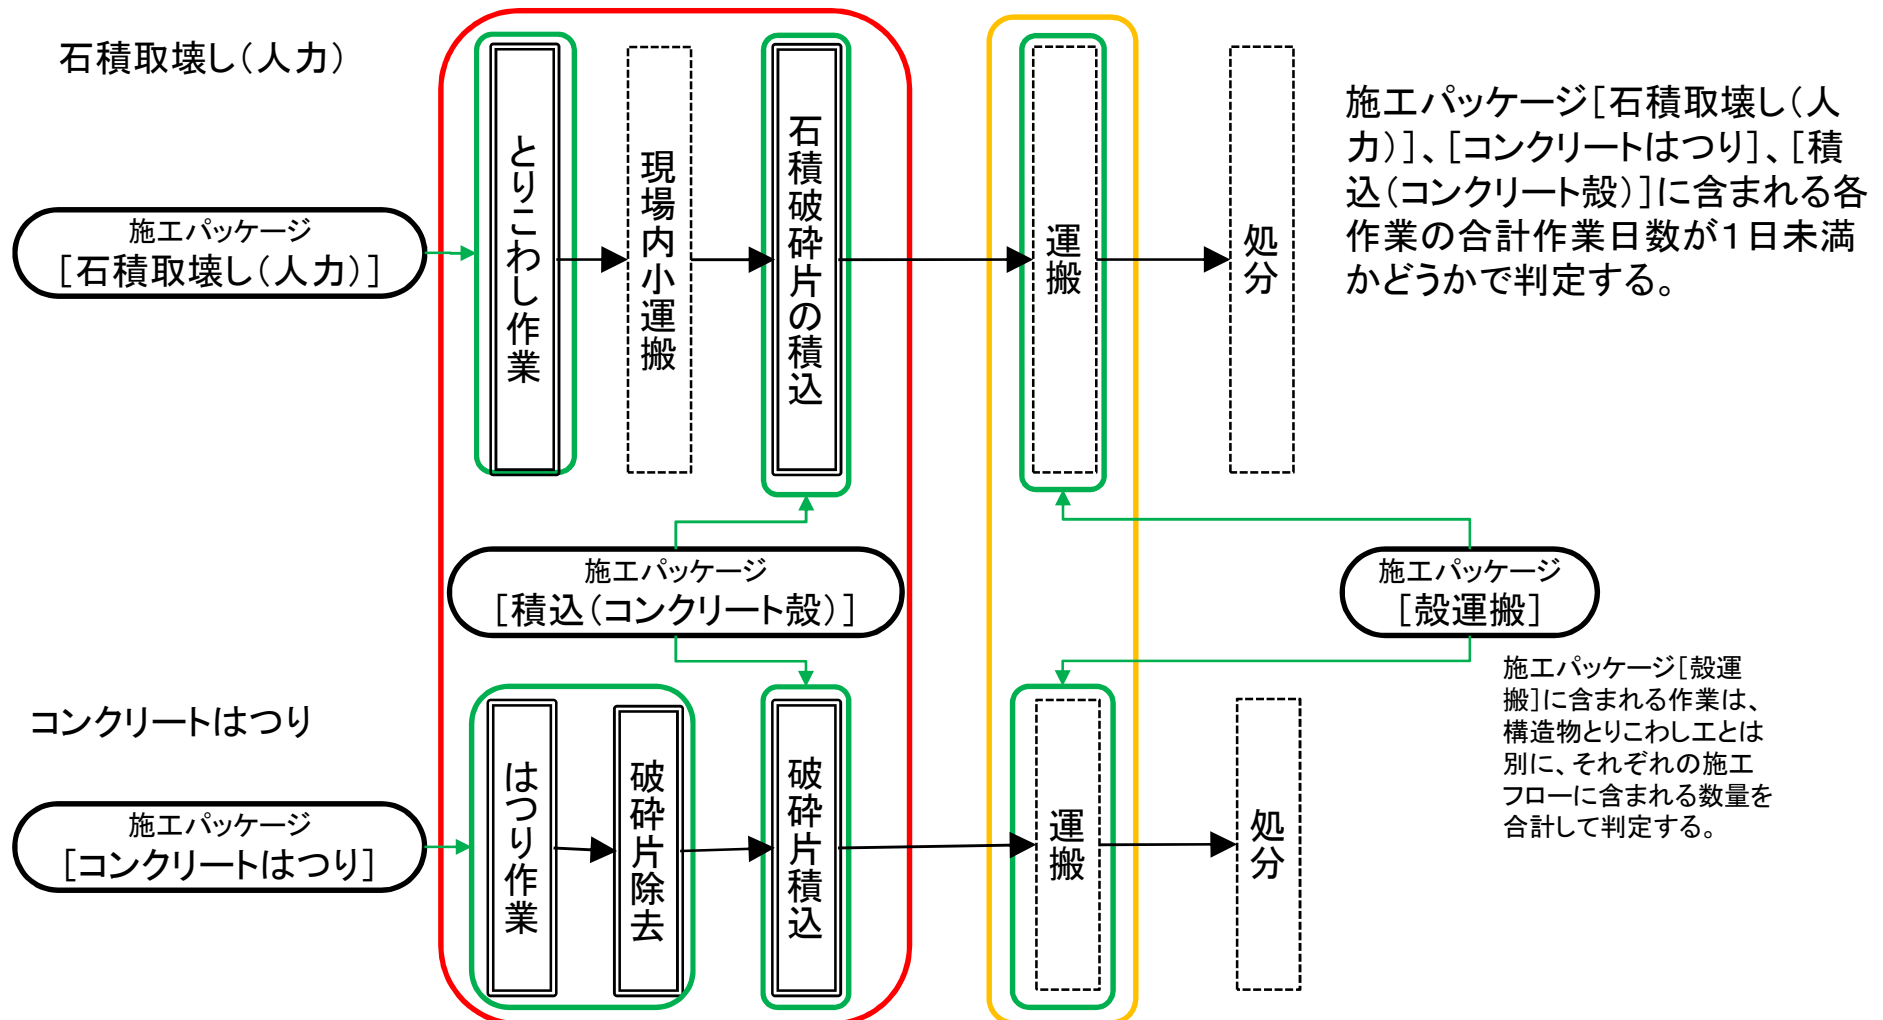 石積取壊し(人力)
施工パッケージ
[石積取壊し(人力)]
とりこわし作業
現場内小運搬
石積破砕片の積込
運搬
処分
施工パッケージ[石積取壊し(人
力)]、[コンクリートはつり]、[積
込(コンクリート殻)]に含まれる各
作業の合計作業日数が1日未満
かどうかで判定する。
施工パッケージ
[積込(コンクリート殻)]
施工パッケージ
[殻運搬]
施工パッケージ[殻運
搬]に含まれる作業は、
構造物とりこわし工とは
別に、それぞれの施工
フローに含まれる数量を
合計して判定する。
コンクリートはつり
施工パッケージ
[コンクリートはつり]
はつり作業
破砕片除去
破砕片積込
運搬
処分